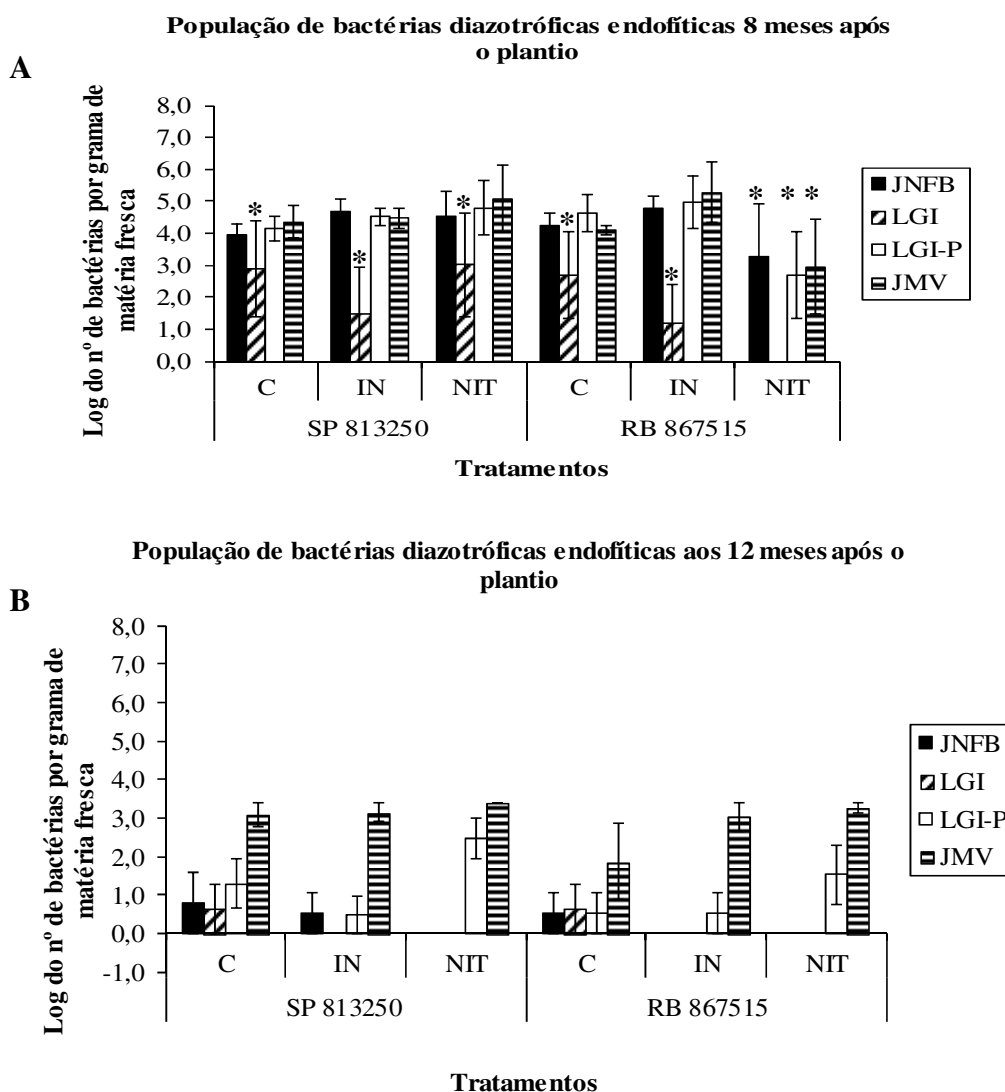 População de bactérias diazotróficas endofíticas 8 meses após
o plantio
A
Log do nº de bactérias por grama de
matéria fresca
8,0
7,0
6,0
5,0
4,0
3,0
2,0
1,0
0,0
* * * * * * * *
JNFB
LGI
LGI-P
JMV
C IN NIT C IN NIT
SP 813250 RB 867515
Tratamentos
População de bactérias diazotróficas endofíticas aos 12 meses após o
plantio
B
Log do nº de bactérias por grama de
matéria fresca
8,0
7,0
6,0
5,0
4,0
3,0
2,0
1,0
0,0
-1,0
JNFB
LGI
LGI-P
JMV
C IN NIT C IN NIT
SP 813250 RB 867515
Tratamentos